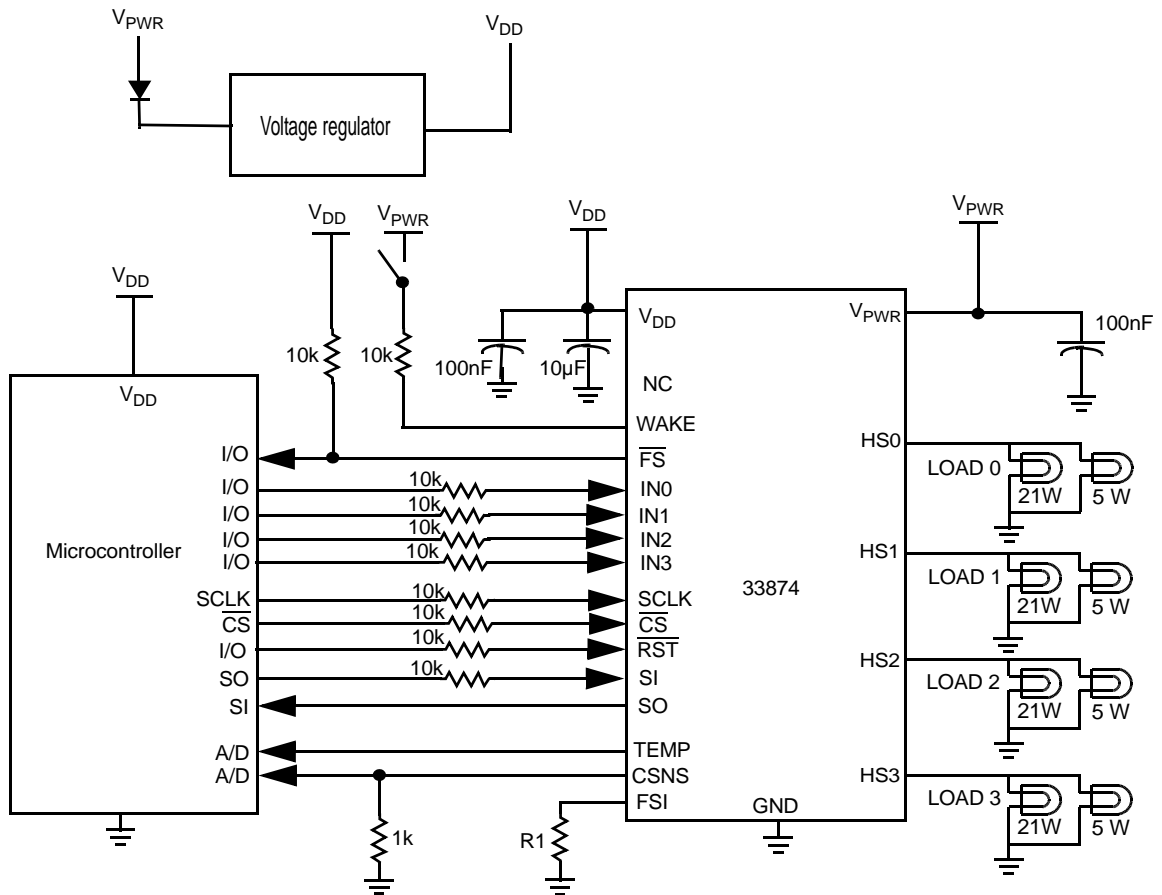 VPWR
VDD
Voltage regulator
VDD
VPWR
VDD
VPWR
VDD
VDD
VPWR
100nF
10k
10k
100nF
10µF
VDD
NC
WAKE
HS0
I/O
FS
LOAD 0
I/O
10k
IN0
21W
5 W
I/O
10k
IN1
I/O
10k
IN2
Microcontroller
HS1
I/O
10k
IN3
LOAD 1
33874
SCLK
10k
SCLK
21W
5 W
CS
10k
CS
I/O
10k
RST
HS2
SO
10k
SI
LOAD 2
SI
SO
21W
5 W
A/D
TEMP
A/D
CSNS
HS3
FSI
GND
LOAD 3
1k
R1
21W
5 W